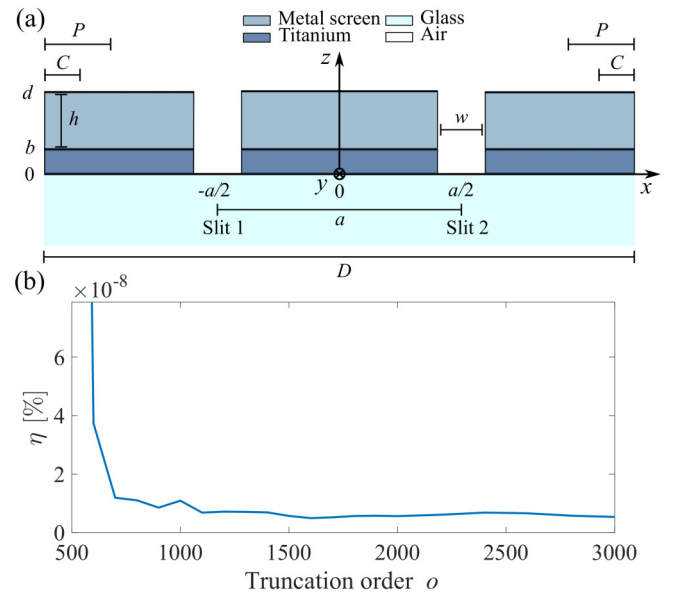 (a)
Metal screen Glass
Titanium Air
P z P
C C
d
h w
b
0 y 0 x
-a/2 a/2
a
Slit 1 Slit 2
D
(b)
×10⁻⁸
6
4
2
0
η [%]
500 1000 1500 2000 2500 3000
Truncation order o